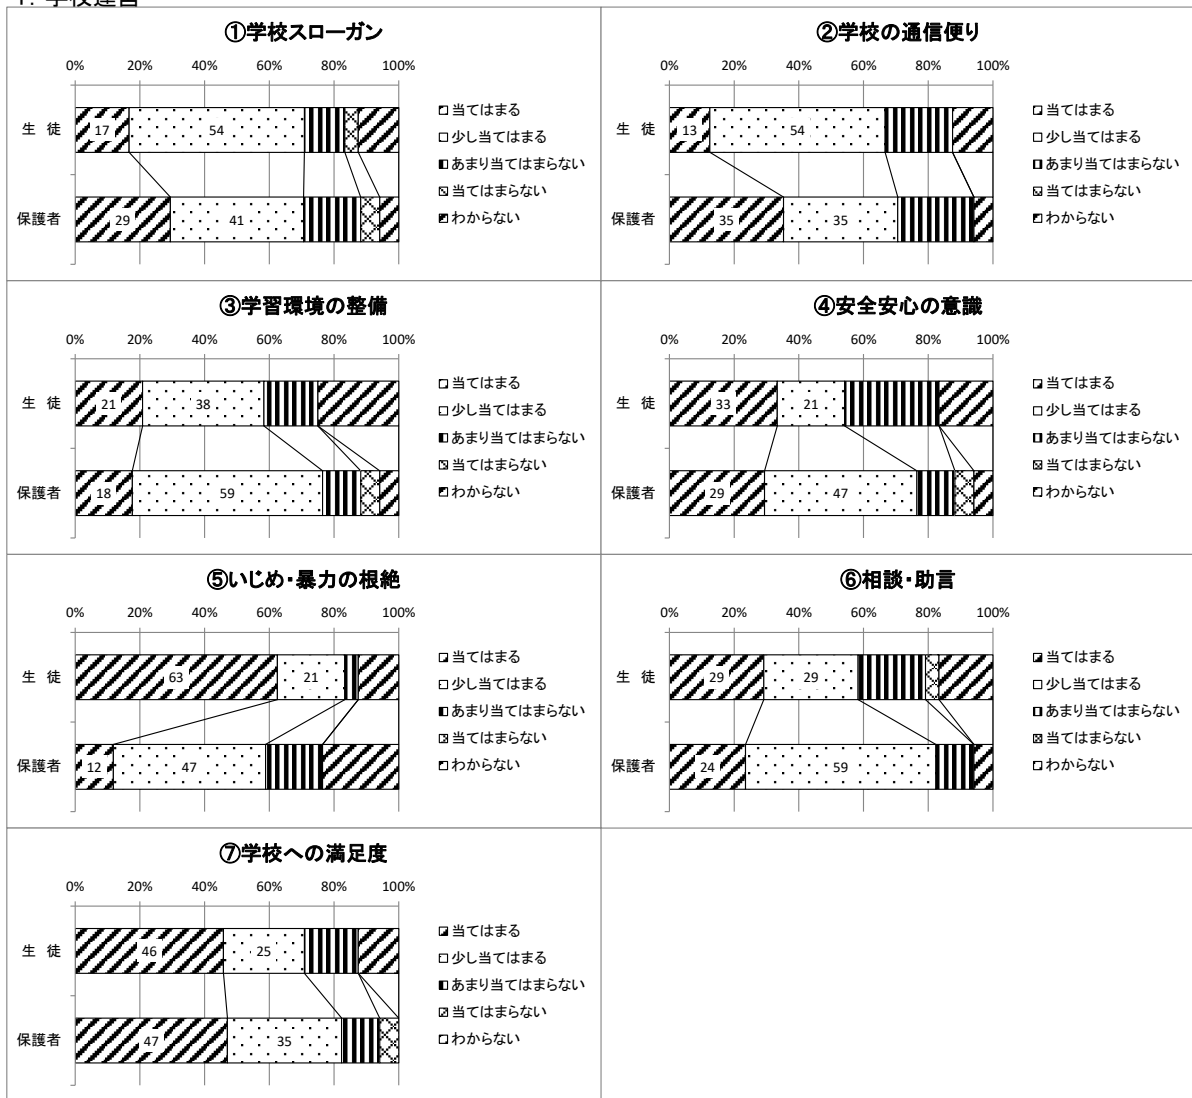 1. 学校運営
①学校スローガン
0% 20% 40% 60% 80% 100%
生 徒 17 54
保護者 29 41
当てはまる
少し当てはまる
あまり当てはまらない
当てはまらない
わからない
②学校の通信便り
0% 20% 40% 60% 80% 100%
生 徒 13 54
保護者 35 35
当てはまる
少し当てはまる
あまり当てはまらない
当てはまらない
わからない
③学習環境の整備
0% 20% 40% 60% 80% 100%
生 徒 21 38
保護者 18 59
当てはまる
少し当てはまる
あまり当てはまらない
当てはまらない
わからない
④安全安心の意識
0% 20% 40% 60% 80% 100%
生 徒 33 21
保護者 29 47
当てはまる
少し当てはまる
あまり当てはまらない
当てはまらない
わからない
⑤いじめ・暴力の根絶
0% 20% 40% 60% 80% 100%
生 徒 63 21
保護者 12 47
当てはまる
少し当てはまる
あまり当てはまらない
当てはまらない
わからない
⑥相談・助言
0% 20% 40% 60% 80% 100%
生 徒 29 29
保護者 24 59
当てはまる
少し当てはまる
あまり当てはまらない
当てはまらない
わからない
⑦学校への満足度
0% 20% 40% 60% 80% 100%
生 徒 46 25
保護者 47 35
当てはまる
少し当てはまる
あまり当てはまらない
当てはまらない
わからない